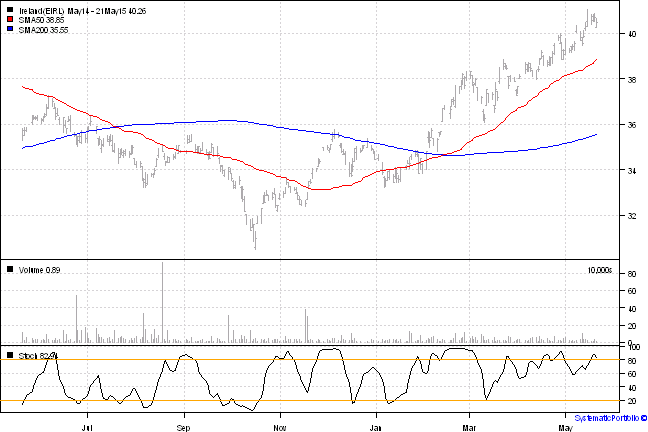 Ireland(EIRL) May14 - 21May15 40.26
SMA50 38.85
SMA200 35.55
40
38
36
34
32
Volume 0.89
10,000s
80
60
40
20
0
Stoch 82.94
100
80
60
40
20
Jul
Sep
Nov
Jan
Mar
May
SystematicPortfolio ©